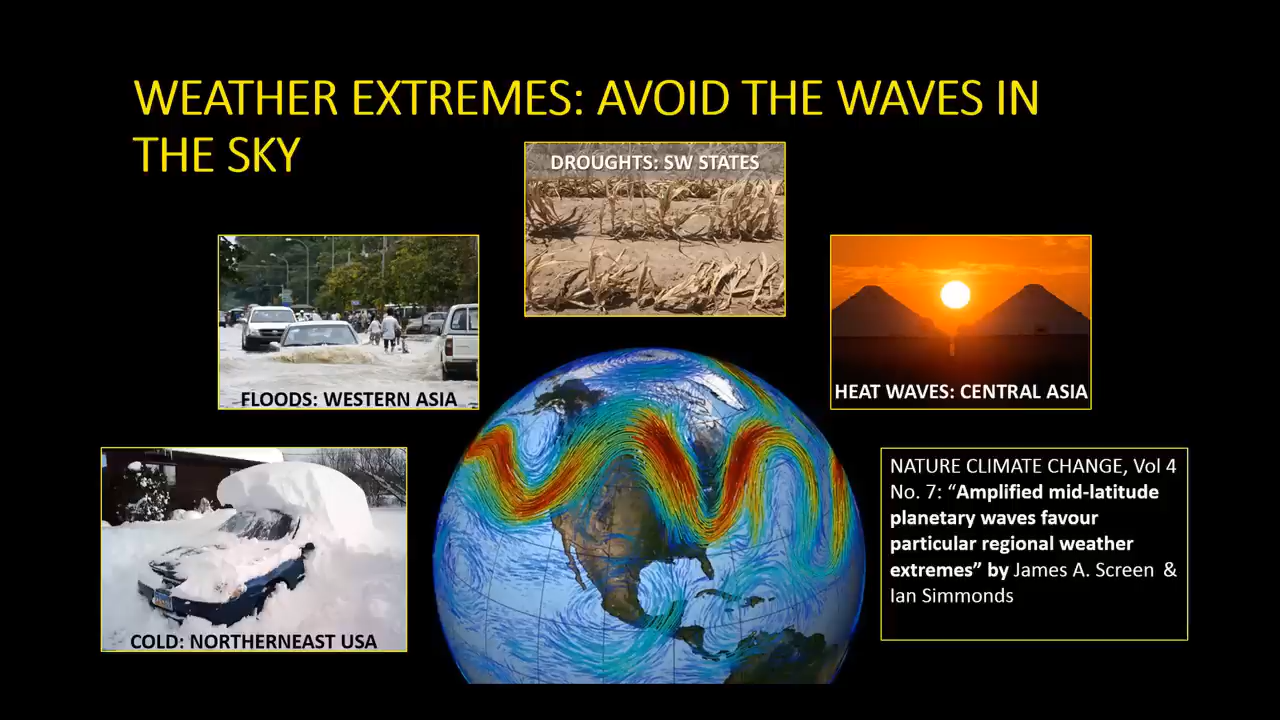 WEATHER EXTREMES: AVOID THE WAVES IN
THE SKY
DROUGHTS: SW STATES
FLOODS: WESTERN ASIA
HEAT WAVES: CENTRAL ASIA
COLD: NORTHERNEAST USA
NATURE CLIMATE CHANGE, Vol 4
No. 7: “Amplified mid-latitude
planetary waves favour
particular regional weather
extremes” by James A. Screen &
Ian Simmonds